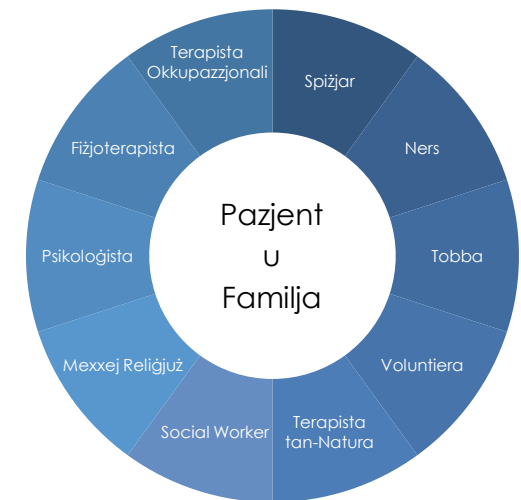 Terapista
Okkupazzjonali
Spiżjar
Ners
Tobba
Voluntiera
Terapista
tan-Natura
Social Worker
Mexxej Reliġjuż
Psikoloġista
Fiżjoterapista
Pazjent
u
Familja